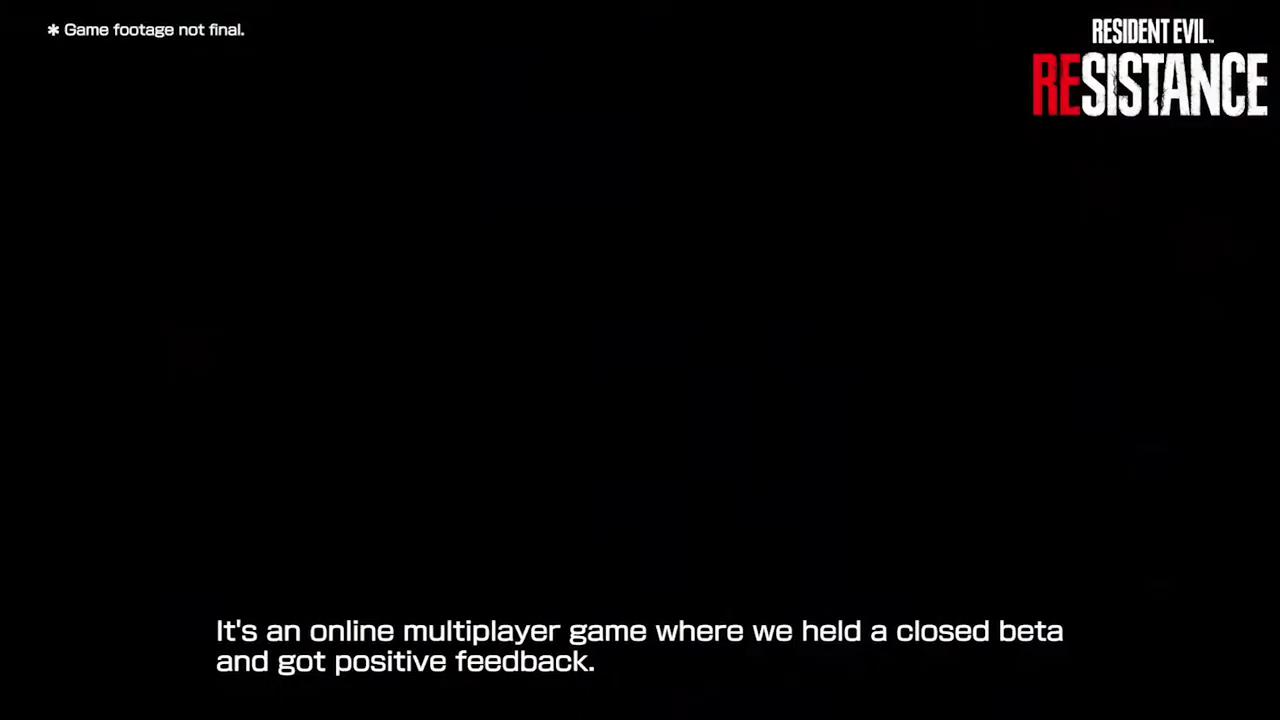 * Game footage not final.
RESIDENT EVIL™
RESISTANCE
It's an online multiplayer game where we held a closed beta
and got positive feedback.